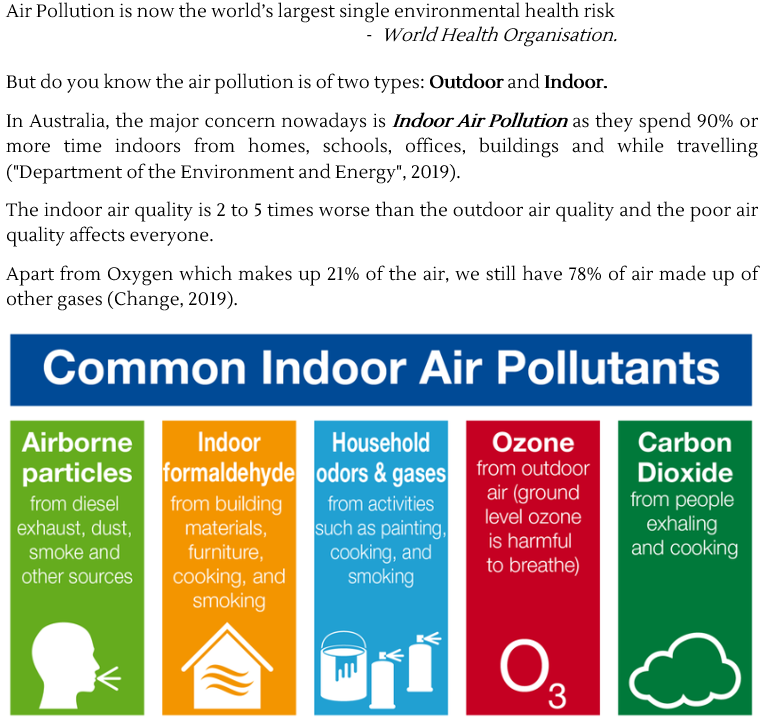 Air Pollution is now the world's largest single environmental health risk
- World Health Organisation.
But do you know the air pollution is of two types: Outdoor and Indoor.
In Australia, the major concern nowadays is Indoor Air Pollution as they spend 90% or
more time indoors from homes, schools, offices, buildings and while travelling
("Department of the Environment and Energy", 2019).
The indoor air quality is 2 to 5 times worse than the outdoor air quality and the poor air
quality affects everyone.
Apart from Oxygen which makes up 21% of the air, we still have 78% of air made up of
other gases (Change, 2019).
Common Indoor Air Pollutants
Airborne
particles
from diesel
exhaust, dust,
smoke and
other sources
Indoor
formaldehyde
from building
materials,
furniture,
cooking, and
smoking
Household
odors & gases
from activities
such as painting,
cooking, and
smoking
Ozone
from outdoor
air (ground
level ozone
is harmful
to breathe)
O3
Carbon
Dioxide
from people
exhaling
and cooking